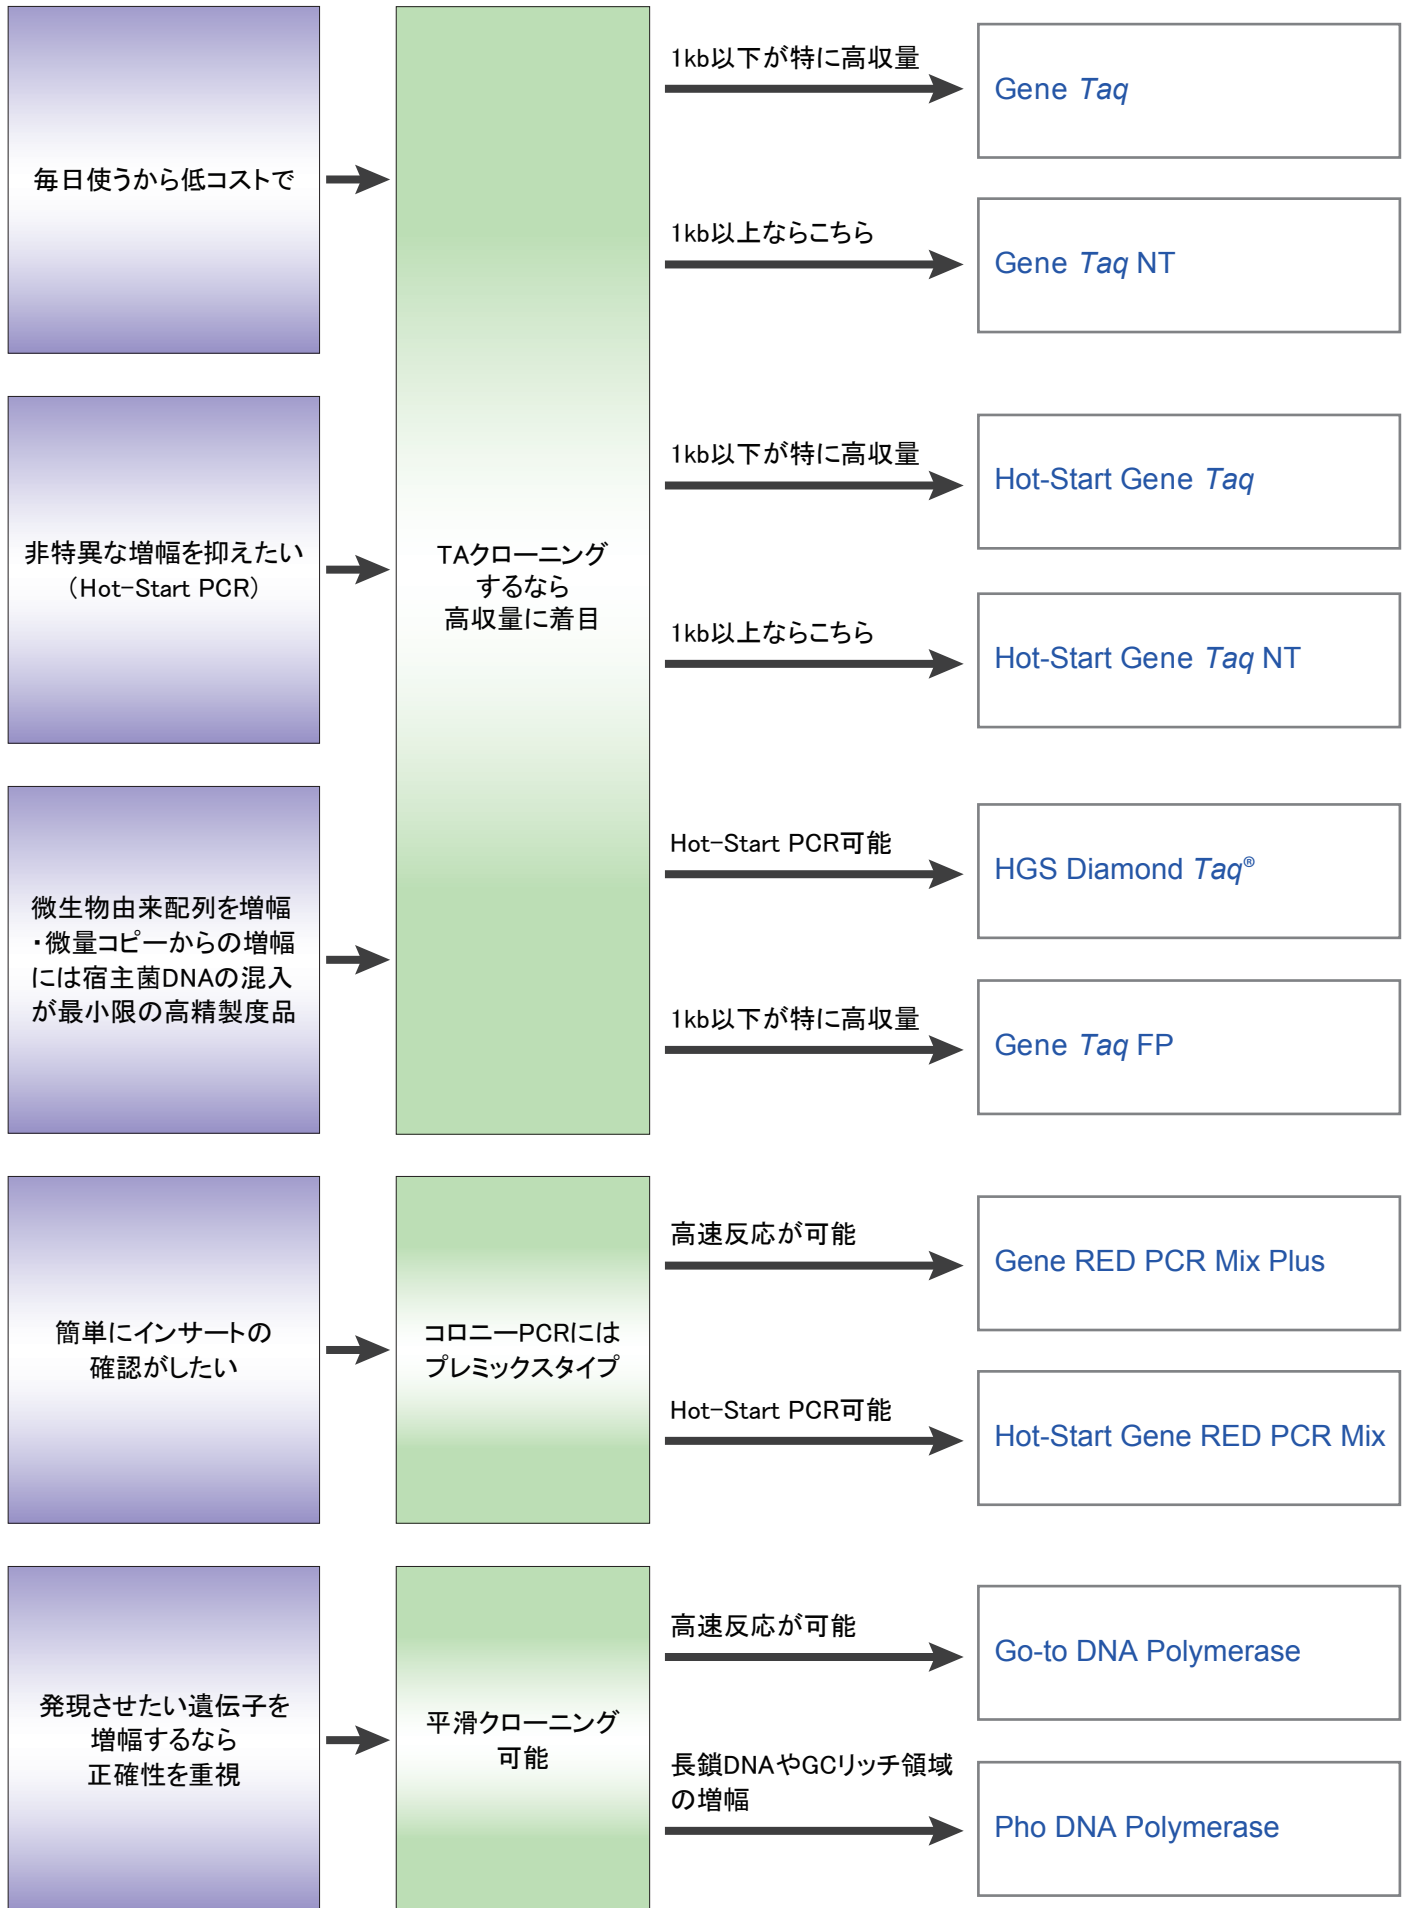 毎日使うから低コストで
1kb以下が特に高収量
Gene Taq
1kb以上ならこちら
Gene Taq NT
非特異な増幅を抑えたい
(Hot-Start PCR)
TAクローニング
するなら
高収量に着目
1kb以下が特に高収量
Hot-Start Gene Taq
1kb以上ならこちら
Hot-Start Gene Taq NT
微生物由来配列を増幅
・微量コピーからの増幅
には宿主菌DNAの混入
が最小限の高精製度品
Hot-Start PCR可能
HGS Diamond Taq®
1kb以下が特に高収量
Gene Taq FP
簡単にインサートの
確認がしたい
コロニーPCRには
プレミックスタイプ
高速反応が可能
Gene RED PCR Mix Plus
Hot-Start PCR可能
Hot-Start Gene RED PCR Mix
発現させたい遺伝子を
増幅するなら
正確性を重視
平滑クローニング
可能
高速反応が可能
Go-to DNA Polymerase
長鎖DNAやGCリッチ領域
の増幅
Pho DNA Polymerase